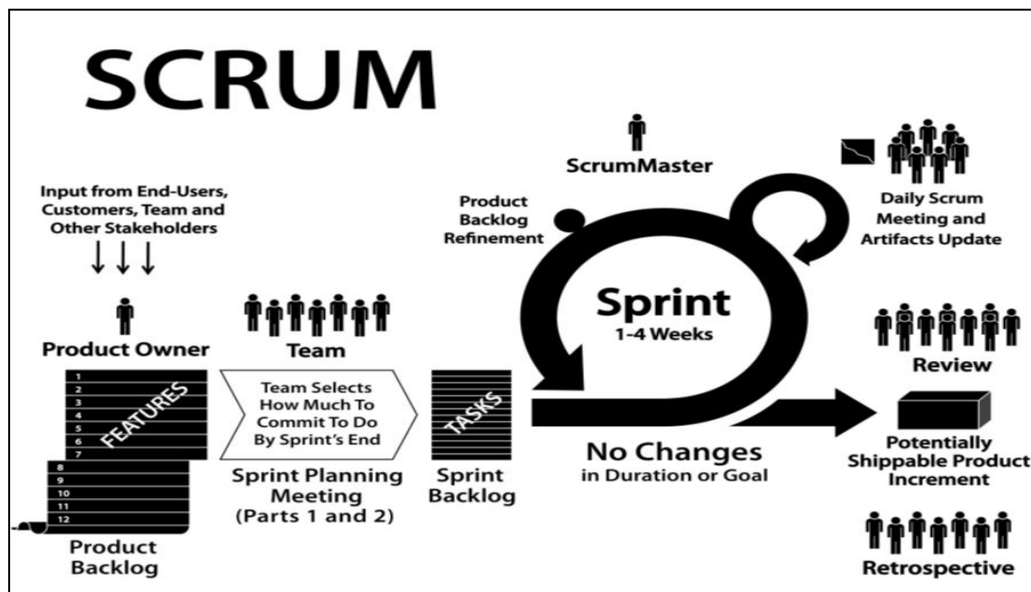 SCRUM
Input from End-Users,
Customers, Team and
Other Stakeholders
Product Owner
Team
1
2
3
4
5
6
7
8
9
10
11
12
FEATURES
Product
Backlog
Team Selects
How Much To
Commit To Do
By Sprint's End
Sprint Planning
Meeting
(Parts 1 and 2)
TASKS
Sprint
Backlog
ScrumMaster
Product
Backlog
Refinement
Sprint
1-4 Weeks
No Changes
in Duration or Goal
Daily Scrum
Meeting and
Artifacts Update
Review
Potentially
Shippable Product
Increment
Retrospective